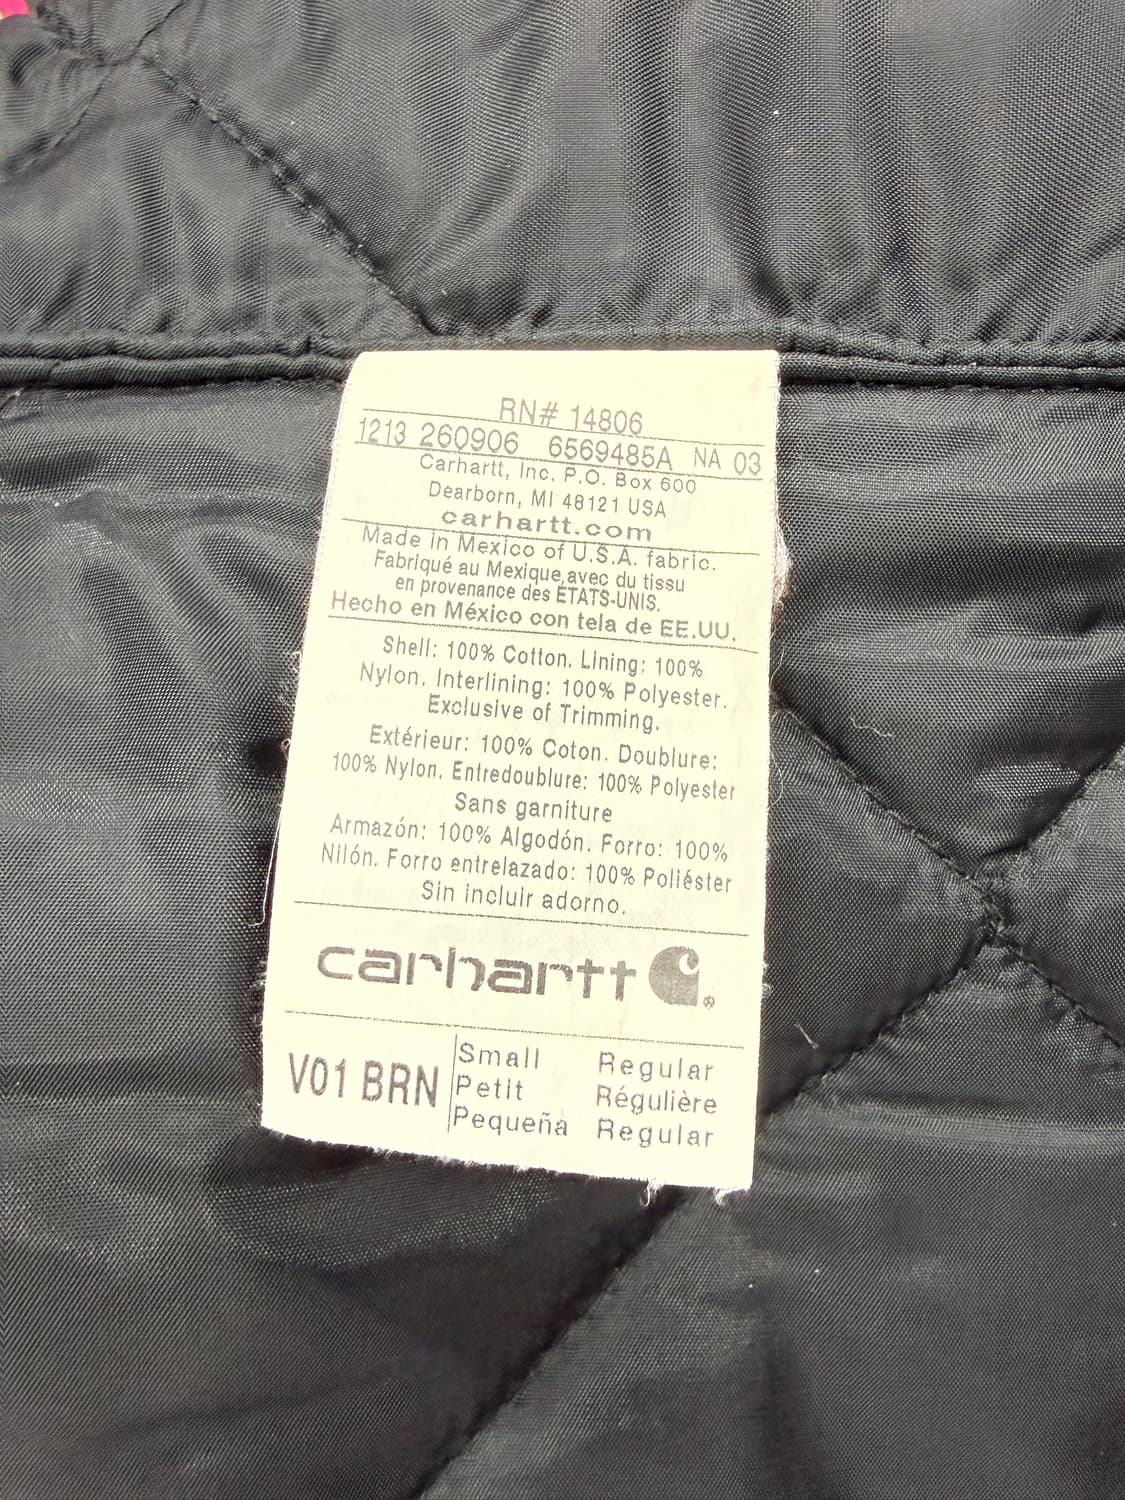 RN# 14806
1213 260906 6569485A NA 03
Carhartt, Inc. P.O. Box 600
Dearborn, MI 48121 USA
carhartt.com
Made in Mexico of U.S.A. fabric.
Fabriqué au Mexique,avec du tissu
en provenance des ÉTATS-UNIS.
Hecho en México con tela de EE.UU.
Shell: 100% Cotton. Lining: 100%
Nylon. Interlining: 100% Polyester.
Exclusive of Trimming.
Extérieur: 100% Coton. Doublure:
100% Nylon. Entredoublure: 100% Polyester
Sans garniture
Armazón: 100% Algodón. Forro: 100%
Nilón. Forro entrelazado: 100% Poliéster
Sin incluir adorno.
carhartt ®
V01 BRN
Small Regular
Petit Régulière
Pequeña Regular